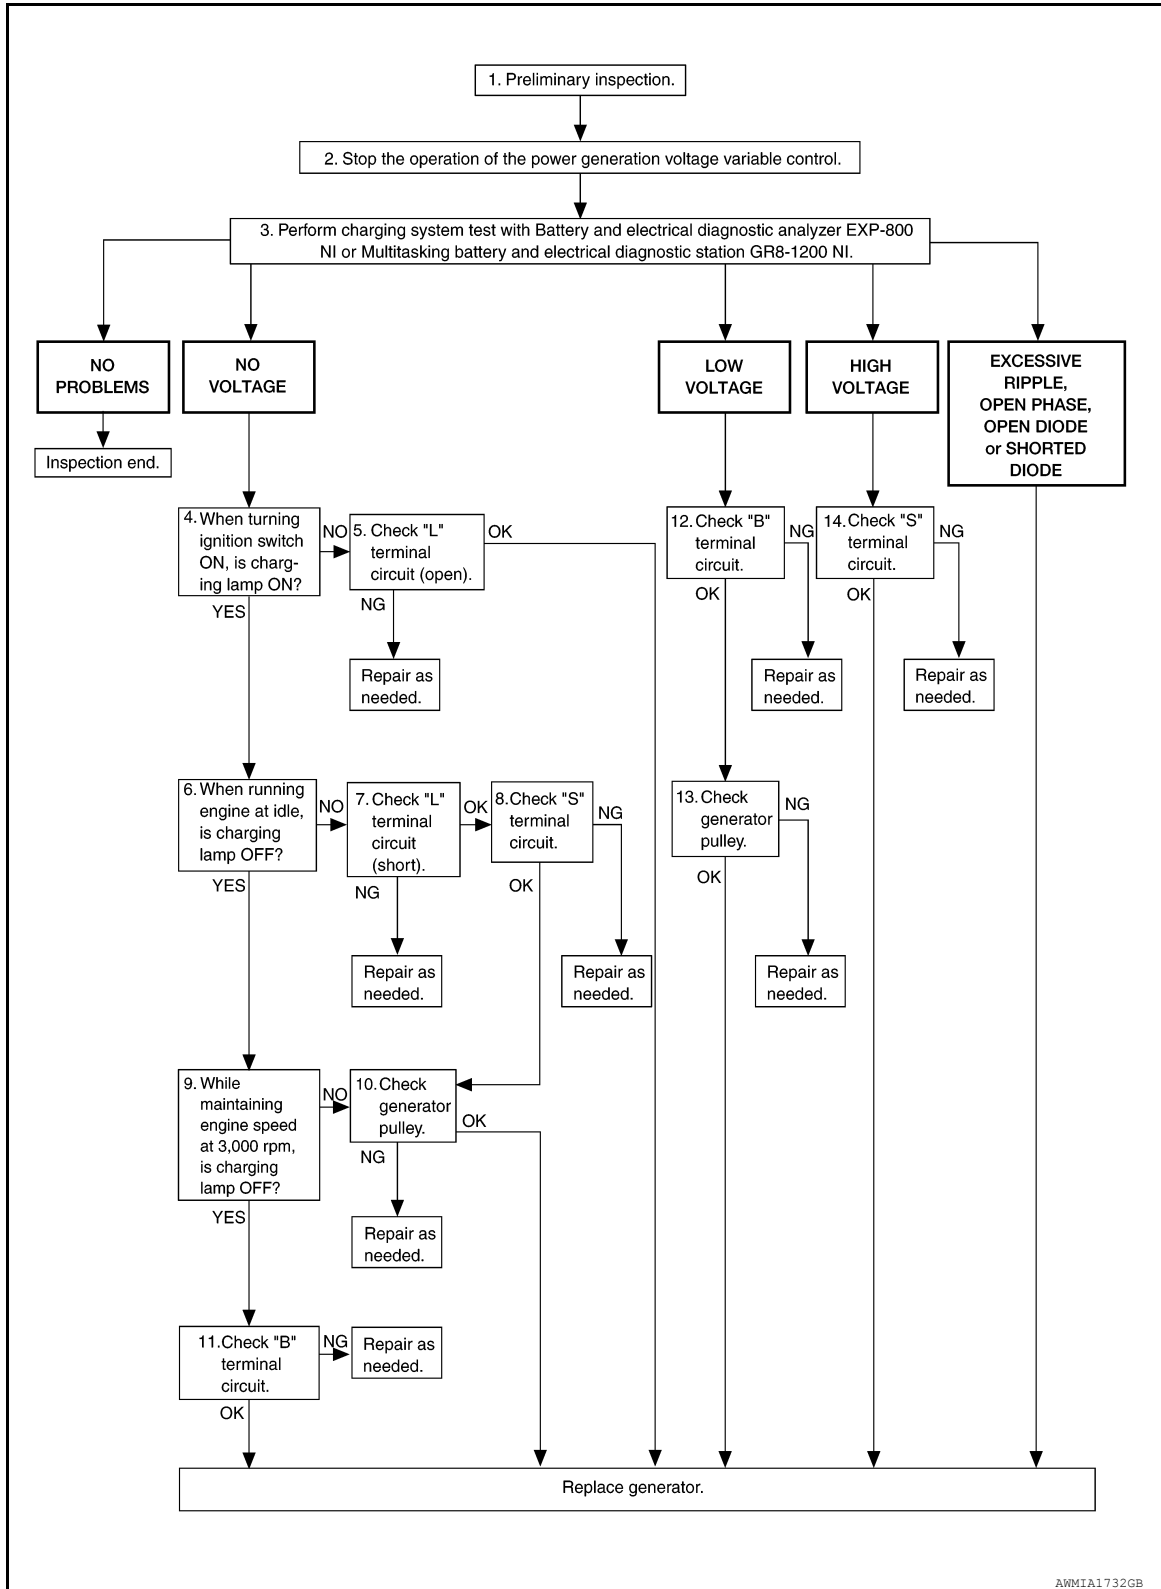 1. Preliminary inspection.
2. Stop the operation of the power generation voltage variable control.
3. Perform charging system test with Battery and electrical diagnostic analyzer EXP-800
NI or Multitasking battery and electrical diagnostic station GR8-1200 NI.
NO
PROBLEMS
NO
VOLTAGE
LOW
VOLTAGE
HIGH
VOLTAGE
EXCESSIVE
RIPPLE,
OPEN PHASE,
OPEN DIODE
or SHORTED
DIODE
Inspection end.
4. When turning
ignition switch
ON, is charg-
ing lamp ON?
NO
YES
5. Check "L"
terminal
circuit (open).
OK
NG
Repair as
needed.
12. Check "B"
terminal
circuit.
NG
OK
Repair as
needed.
14. Check "S"
terminal
circuit.
NG
OK
Repair as
needed.
6. When running
engine at idle,
is charging
lamp OFF?
NO
YES
7. Check "L"
terminal
circuit
(short).
OK
NG
Repair as
needed.
8. Check "S"
terminal
circuit.
NG
OK
Repair as
needed.
13. Check
generator
pulley.
NG
OK
Repair as
needed.
9. While
maintaining
engine speed
at 3,000 rpm,
is charging
lamp OFF?
NO
YES
10. Check
generator
pulley.
OK
NG
Repair as
needed.
11. Check "B"
terminal
circuit.
NG
OK
Repair as
needed.
Replace generator.
AWMIA1732GB